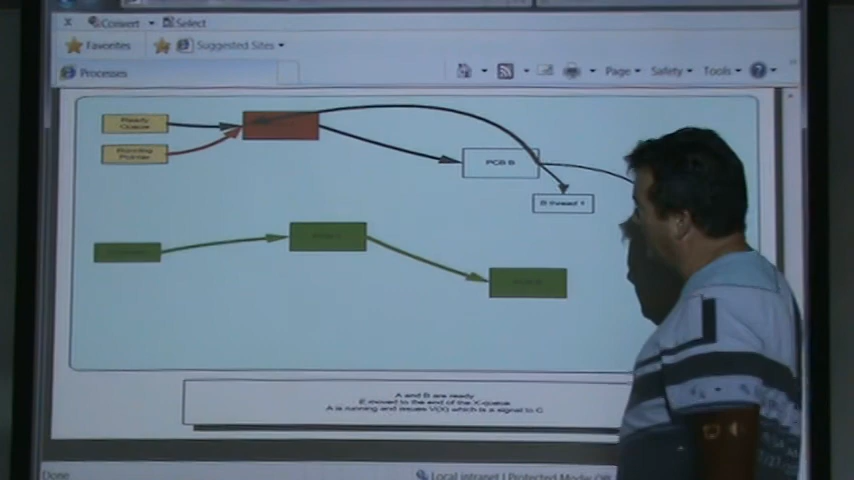 x Convert Select
Favorites Suggested Sites
Processes Page Safety Tools
Ready
Queue
Running
Pointer
PCB B
B thread 1
A and B are ready
E moved to the end of the X-queue
A is running and issues V(X) which is a signal to C
Done Local intranet | Protected Mode: Off